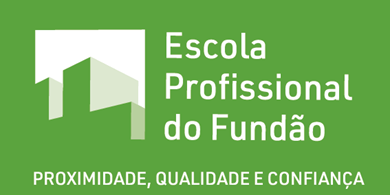 Escola
Profissional
do Fundão
PROXIMIDADE, QUALIDADE E CONFIANÇA